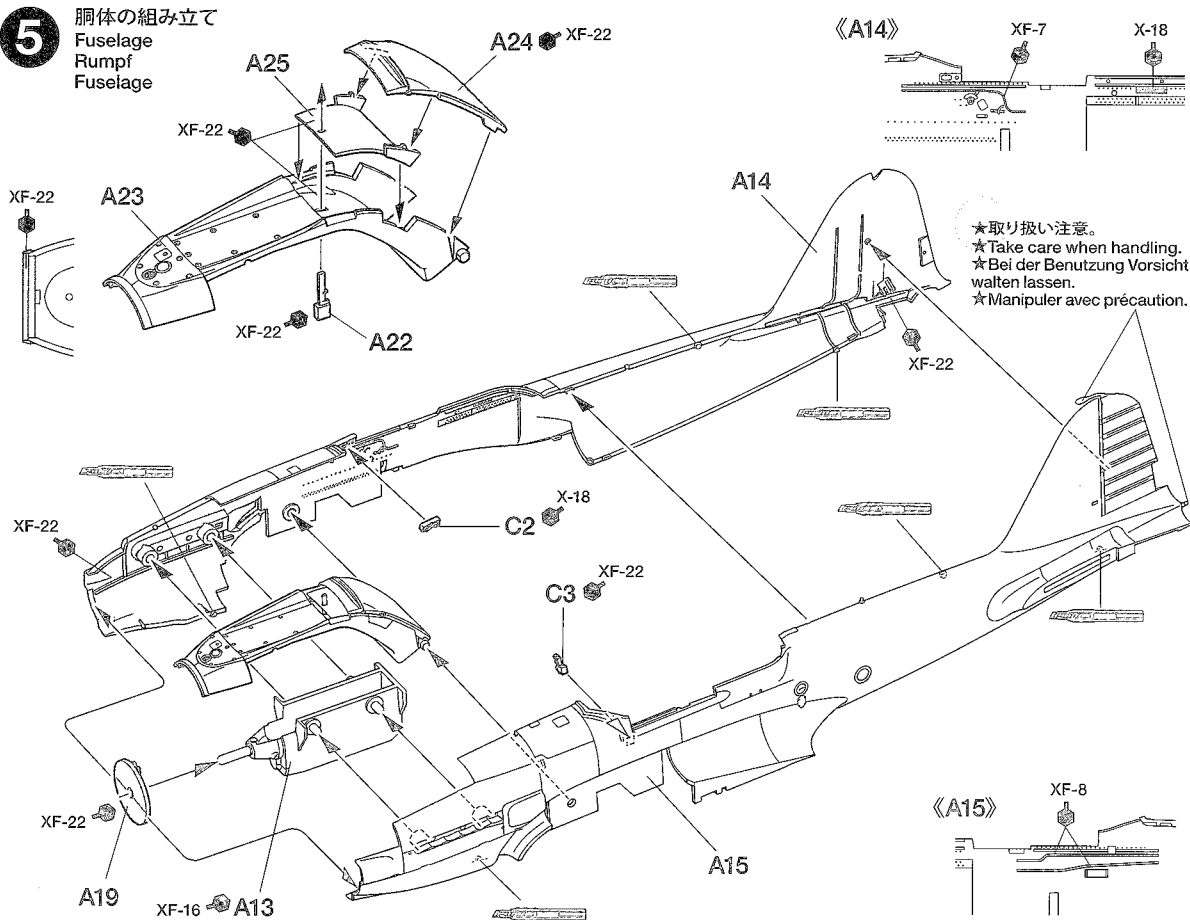 5
胴体の組み立て
Fuselage
Rumpf
Fuselage
A24 XF-22
A25
XF-22
XF-22
A23
XF-22
A22
《A14》
XF-7
X-18
A14
★取り扱い注意。
★Take care when handling.
★Bei der Benutzung Vorsicht
walten lassen.
★Manipuler avec précaution.
XF-22
XF-22
C2 X-18
C3 XF-22
XF-22
A19
XF-16 A13
A15
《A15》
XF-8